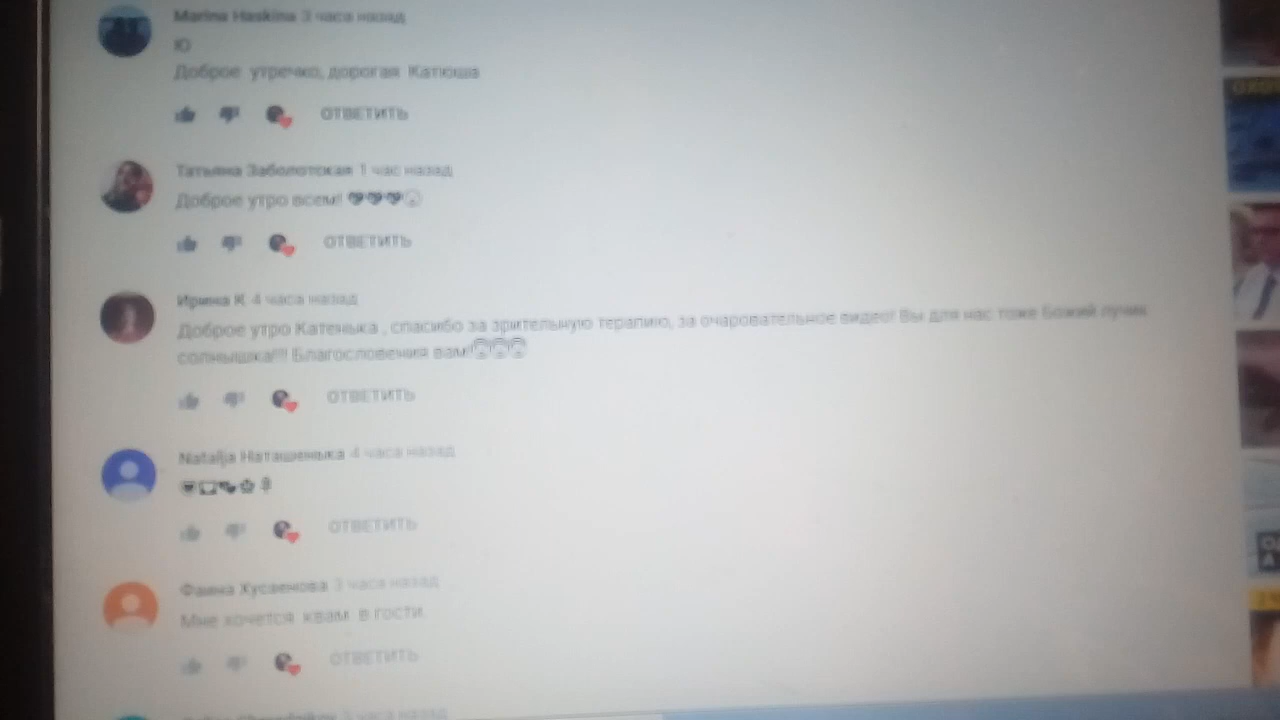 Marina Haskina 3 часа назад
Ю
Доброе утречко, дорогая Катюша
ОТВЕТИТЬ
Татьяна Заболотская 1 час назад
Доброе утро всем!!
ОТВЕТИТЬ
Ирина К 4 часа назад
Доброе утро Катенька , спасибо за зрительную терапию, за очаровательное видео! Вы для нас тоже Божий лучик
солнышка!!!! Благословения вам!
ОТВЕТИТЬ
Natalja Наташенька 4 часа назад
ОТВЕТИТЬ
Фаина Хусаенова 3 часа назад
Мне хочется квам в гости
ОТВЕТИТЬ
3 часа назад